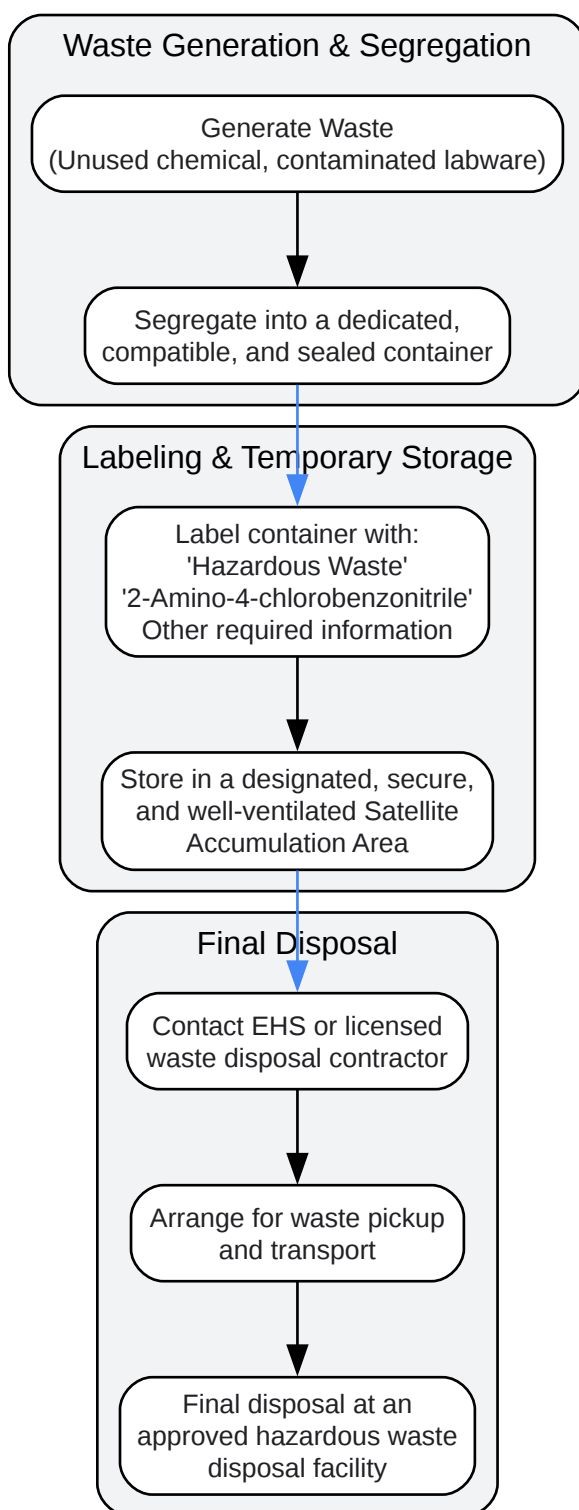 Waste Generation & Segregation
Generate Waste
(Unused chemical, contaminated labware)
Segregate into a dedicated,
compatible, and sealed container
Labeling & Temporary Storage
Label container with:
'Hazardous Waste'
'2-Amino-4-chlorobenzonitrile'
Other required information
Store in a designated, secure,
and well-ventilated Satellite
Accumulation Area
Final Disposal
Contact EHS or licensed
waste disposal contractor
Arrange for waste pickup
and transport
Final disposal at an
approved hazardous waste
disposal facility